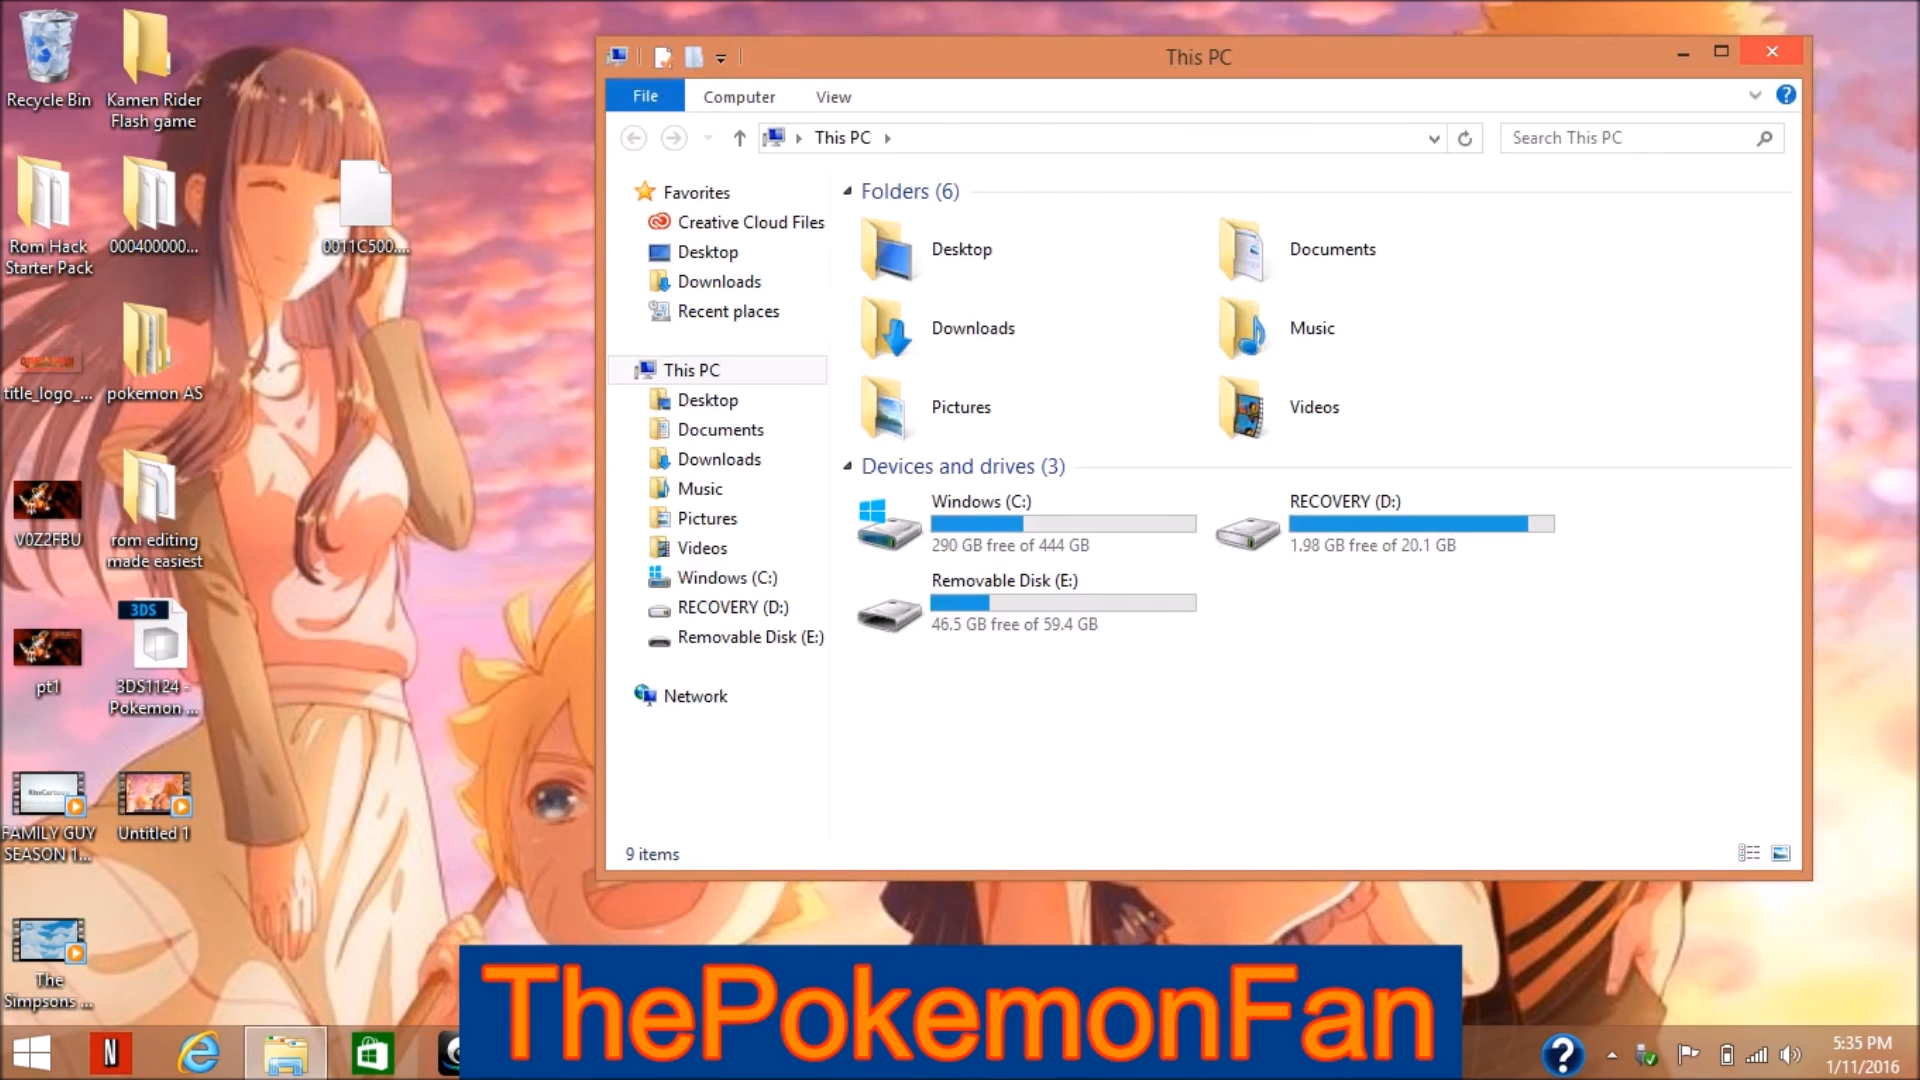 Recycle Bin
Kamen Rider
Flash game
Rom Hack
Starter Pack
000400000...
0011C500....
title_logo_...
pokemon AS
V0Z2FBU
rom editing
made easiest
pt1
3DS
3DS1124 -
Pokemon ...
FAMILY GUY
SEASON 1...
Untitled 1
The
Simpsons ...
This PC
File
Computer
View
?
This PC
Search This PC
Favorites
Creative Cloud Files
Desktop
Downloads
Recent places
This PC
Desktop
Documents
Downloads
Music
Pictures
Videos
Windows (C:)
RECOVERY (D:)
Removable Disk (E:)
Network
Folders (6)
Desktop
Documents
Downloads
Music
Pictures
Videos
Devices and drives (3)
Windows (C:)
290 GB free of 444 GB
RECOVERY (D:)
1.98 GB free of 20.1 GB
Removable Disk (E:)
46.5 GB free of 59.4 GB
9 items
ThePokemonFan
N
?
5:35 PM
1/11/2016